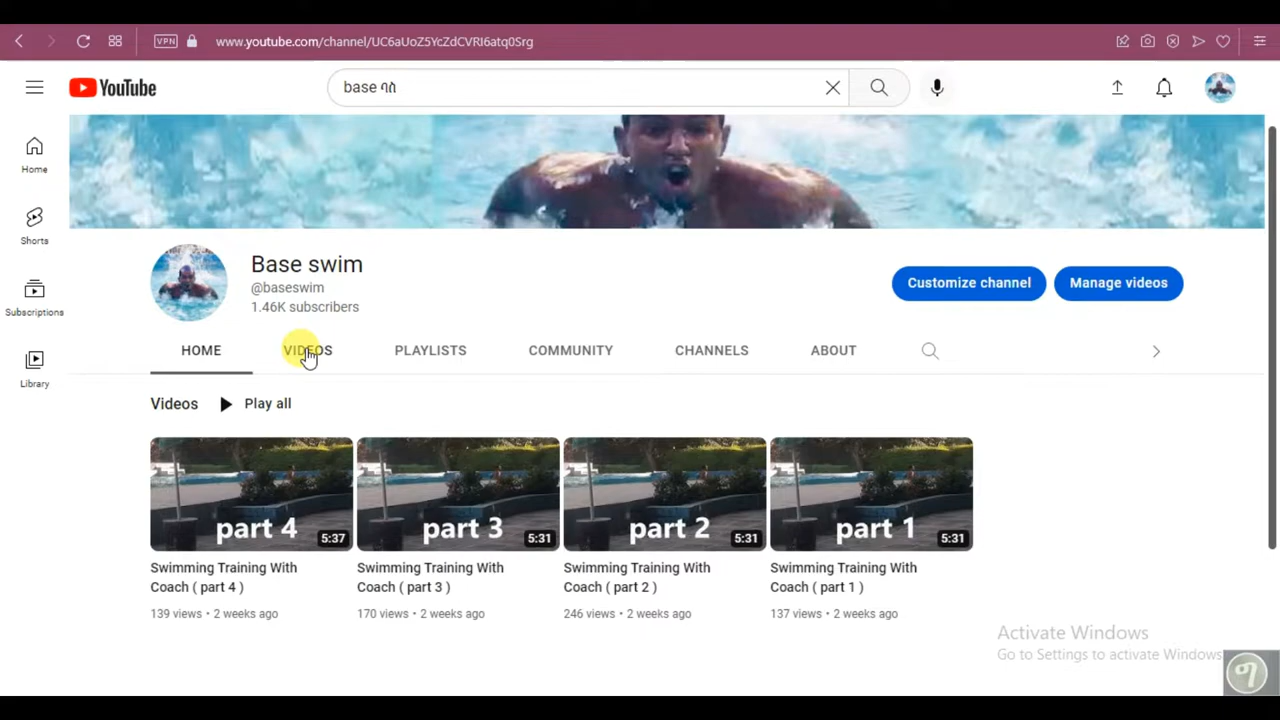 VPN
www.youtube.com/channel/UC6aUoZ5YcZdCVRI6atq0Srg
YouTube
base ባስ
Home
Shorts
Subscriptions
Library
Base swim
@baseswim
1.46K subscribers
Customize channel
Manage videos
HOME
VIDEOS
PLAYLISTS
COMMUNITY
CHANNELS
ABOUT
Videos
Play all
part 4
5:37
part 3
5:31
part 2
5:31
part 1
5:31
Swimming Training With
Coach ( part 4 )
139 views • 2 weeks ago
Swimming Training With
Coach ( part 3 )
170 views • 2 weeks ago
Swimming Training With
Coach ( part 2 )
246 views • 2 weeks ago
Swimming Training With
Coach ( part 1 )
137 views • 2 weeks ago
Activate Windows
Go to Settings to activate Windows